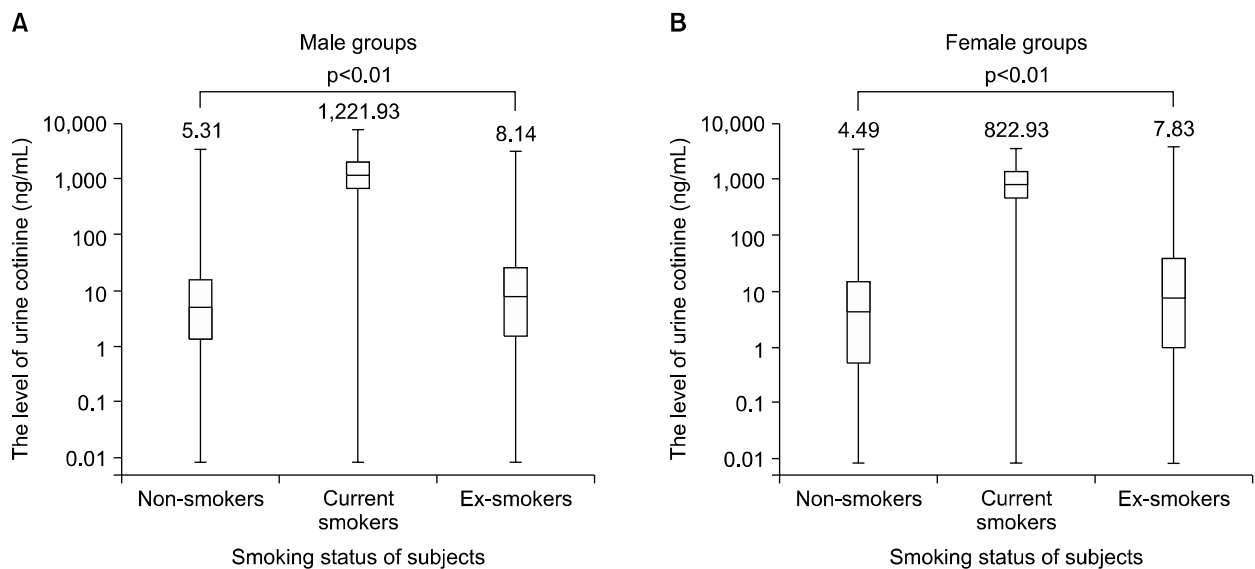 A
Male groups
p<0.01
The level of urine cotinine (ng/mL)
10,000
1,000
100
10
1
0.1
0.01
5.31
1,221.93
8.14
Non-smokers
Current
smokers
Ex-smokers
Smoking status of subjects
B
Female groups
p<0.01
The level of urine cotinine (ng/mL)
10,000
1,000
100
10
1
0.1
0.01
4.49
822.93
7.83
Non-smokers
Current
smokers
Ex-smokers
Smoking status of subjects